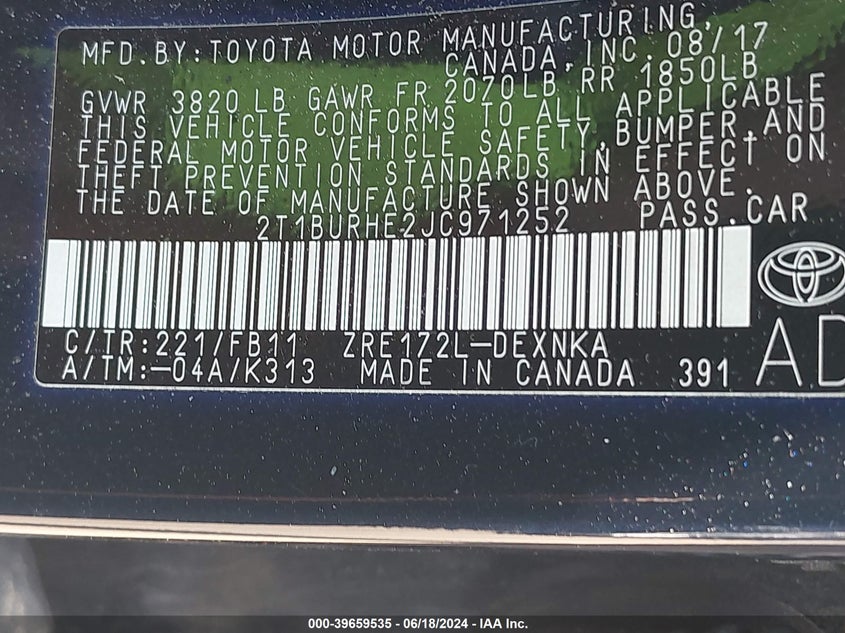 MFD.BY:TOYOTA MOTOR MANUFACTURING,
CANADA,INC. 08/17
GVWR 3820 LB GAWR FR 2070LB RR 1850LB
THIS VEHICLE CONFORMS TO ALL APPLICABLE
FEDERAL MOTOR VEHICLE SAFETY,BUMPER,AND
THEFT PREVENTION STANDARDS IN EFFECT ON
THE DATE OF MANUFACTURE SHOWN ABOVE.
2T1BURHE2JC971252 PASS.CAR
C/TR:221/FB11 ZRE172L-DEXNKA
A/TM:-04A/K313 MADE IN CANADA 391 AD
000-39659535 - 06/18/2024 - IAA Inc.